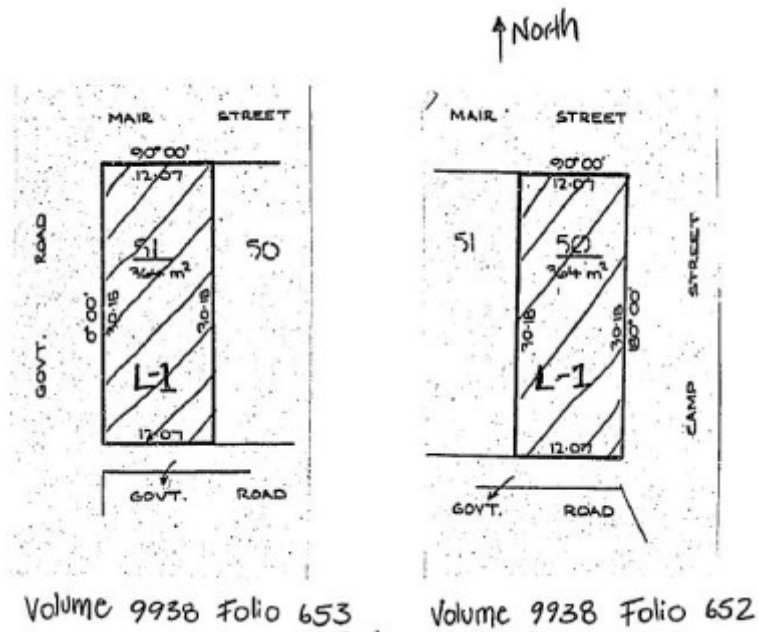 North
MAIR STREET
90°00'
12·07
GOVT. ROAD
51
364 m²
50
0°00'
30·18
30·18
L-1
12·07
GOVT. ROAD
Volume 9938 Folio 653
MAIR STREET
90°00'
12·07
51
50
364 m²
CAMP STREET
30·18
30·18
180°00'
L-1
12·07
GOVT. ROAD
Volume 9938 Folio 652